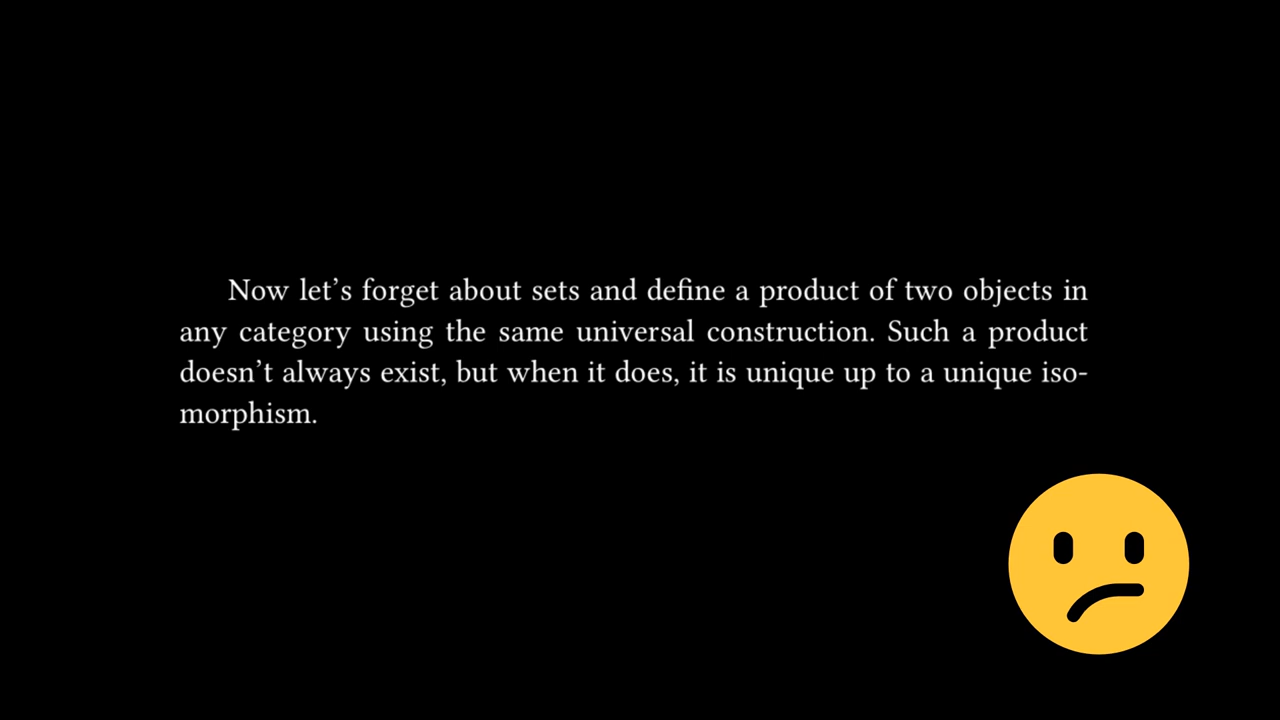 Now let’s forget about sets and define a product of two objects in
any category using the same universal construction. Such a product
doesn’t always exist, but when it does, it is unique up to a unique iso-
morphism.